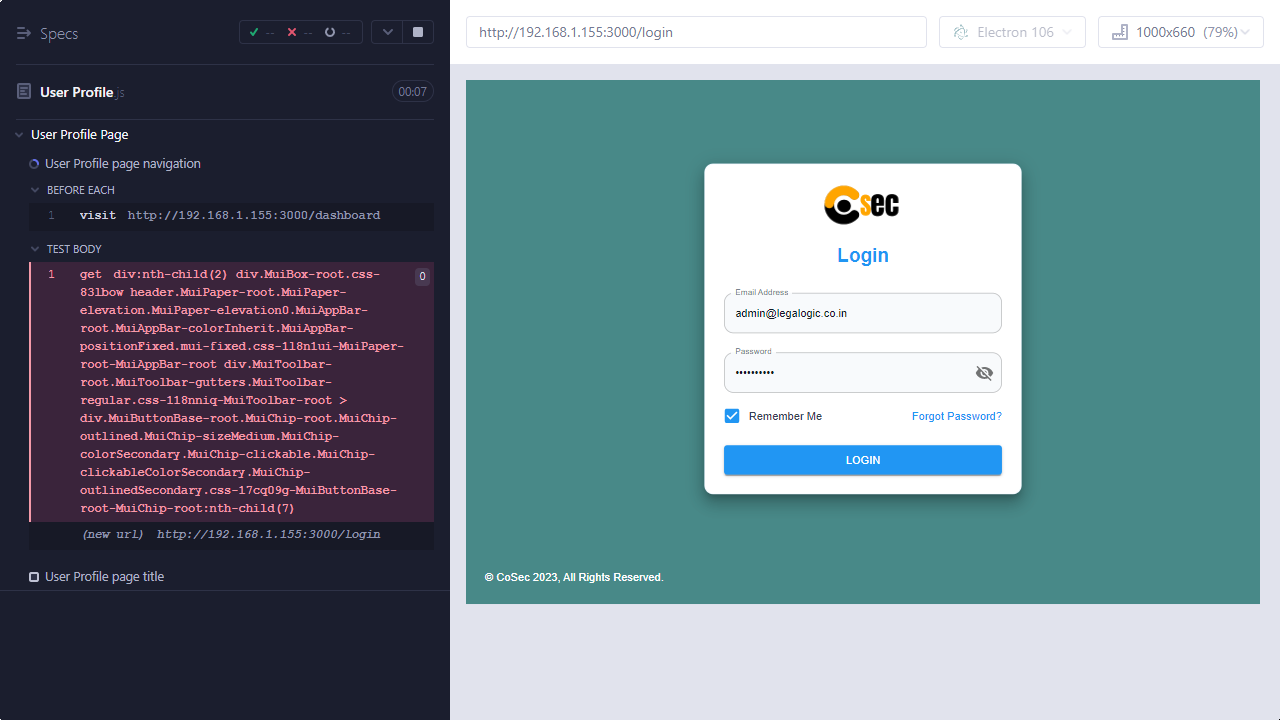 Specs
-- -- --
User Profile.js
00:07
User Profile Page
User Profile page navigation
BEFORE EACH
1 visit http://192.168.1.155:3000/dashboard
TEST BODY
1 get div:nth-child(2) div.MuiBox-root.css- 0
83lbow header.MuiPaper-root.MuiPaper-
elevation.MuiPaper-elevation0.MuiAppBar-
root.MuiAppBar-colorInherit.MuiAppBar-
positionFixed.mui-fixed.css-1l8n1ui-MuiPaper-
root-MuiAppBar-root div.MuiToolbar-
root.MuiToolbar-gutters.MuiToolbar-
regular.css-118nniq-MuiToolbar-root >
div.MuiButtonBase-root.MuiChip-root.MuiChip-
outlined.MuiChip-sizeMedium.MuiChip-
colorSecondary.MuiChip-clickable.MuiChip-
clickableColorSecondary.MuiChip-
outlinedSecondary.css-17cq09g-MuiButtonBase-
root-MuiChip-root:nth-child(7)
(new url) http://192.168.1.155:3000/login
User Profile page title
http://192.168.1.155:3000/login
Electron 106
1000x660 (79%)
sec
Login
Email Address
admin@legalogic.co.in
Password
••••••••••
Remember Me
Forgot Password?
LOGIN
© CoSec 2023, All Rights Reserved.